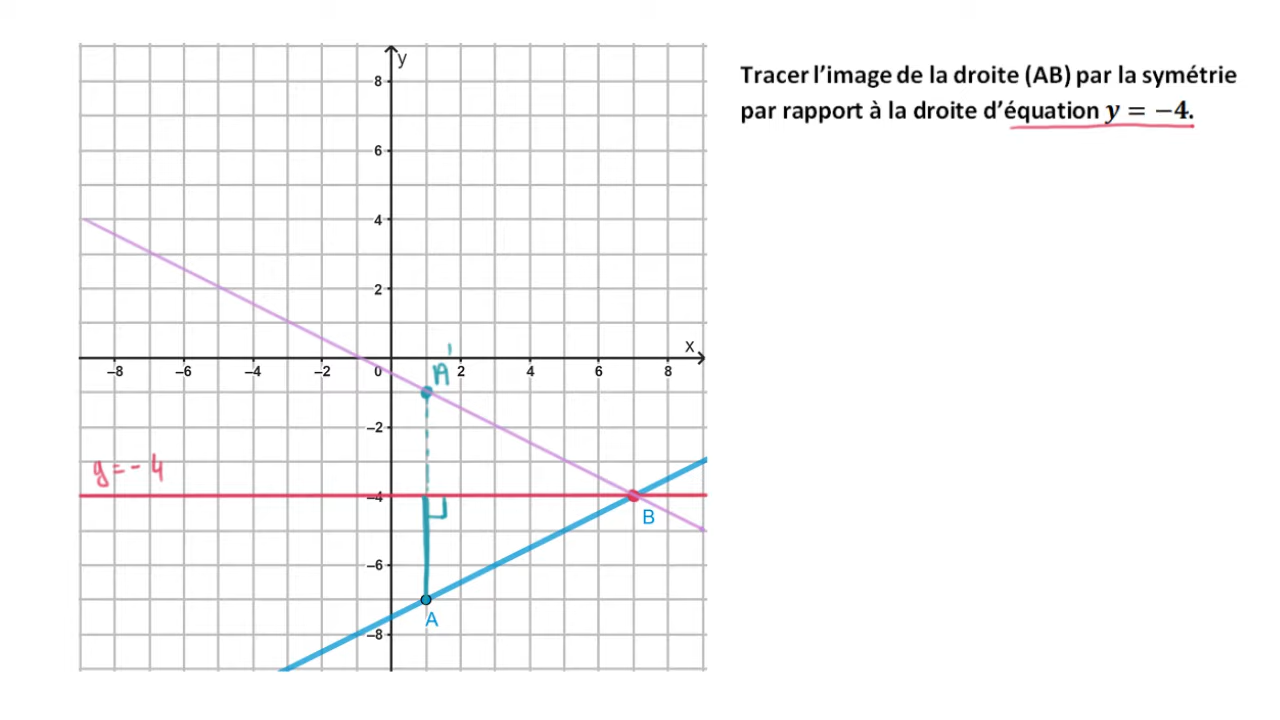 Tracer l'image de la droite (AB) par la symétrie
par rapport à la droite d'équation y = −4.
y
8
6
4
2
x
−8 −6 −4 −2 0 2 4 6 8
A'
−2
y = - 4
−4
B
−6
A
−8